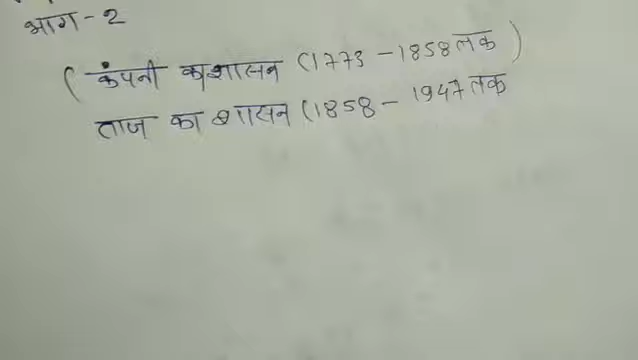 भाग - 2
( कंपनी का शासन (1773 - 1858 तक )
ताज का शासन (1858 - 1947 तक